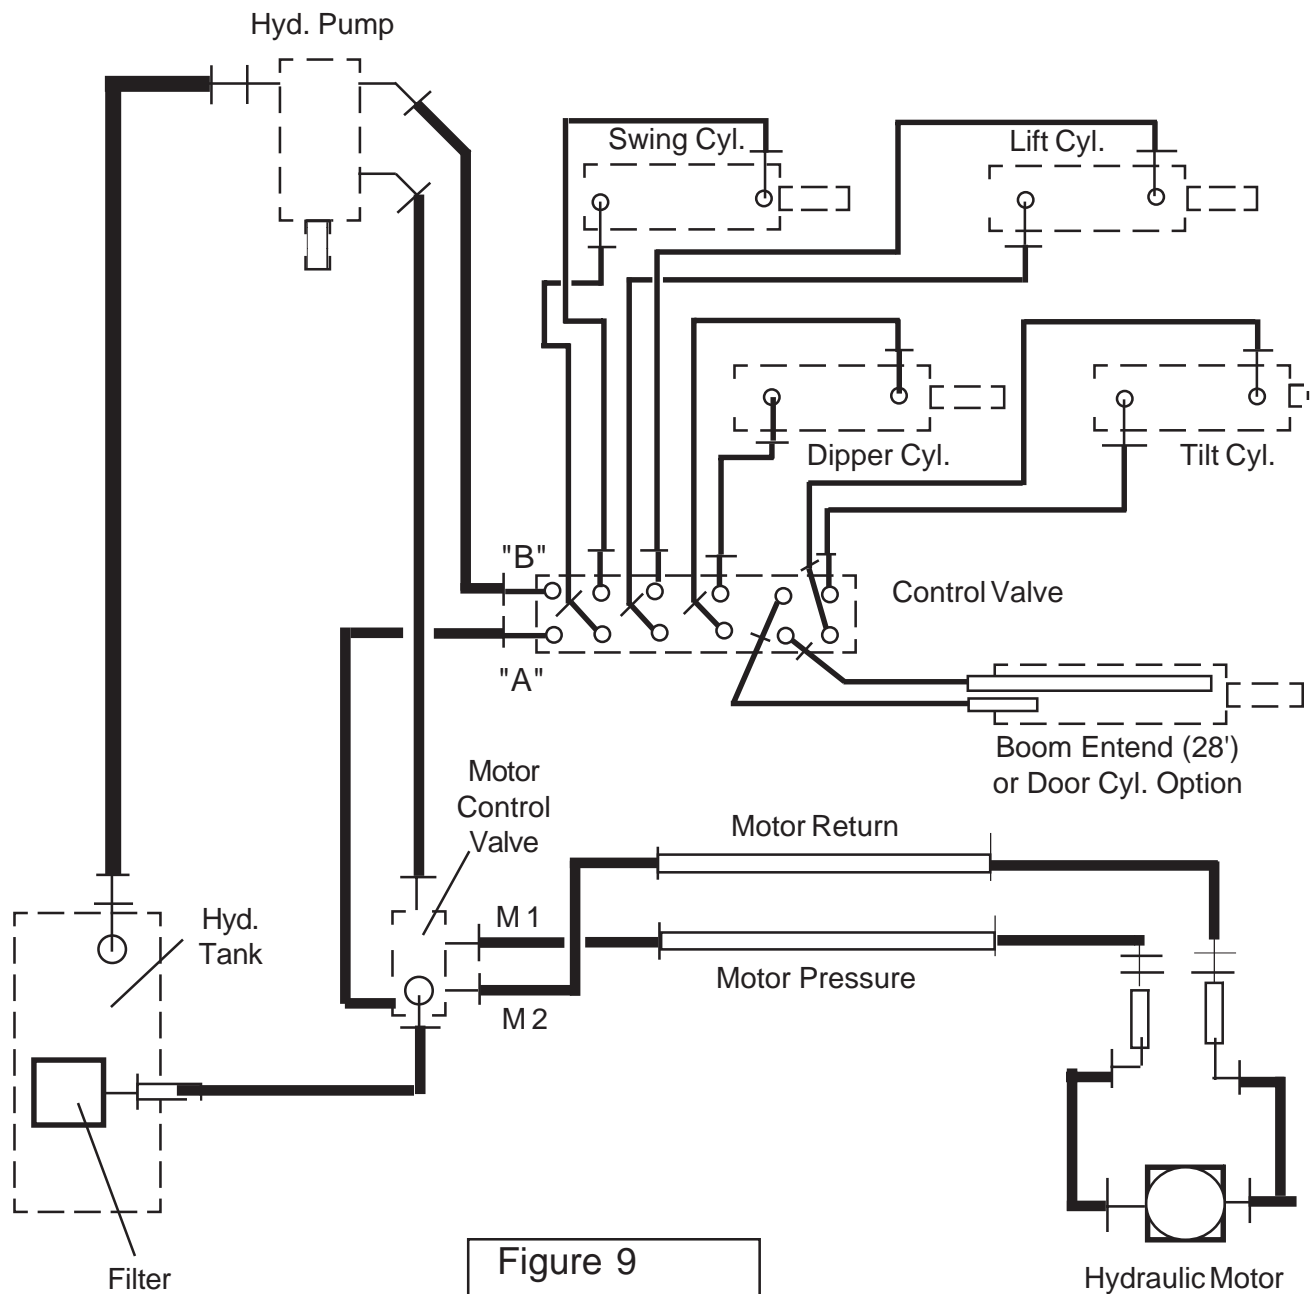 Hyd. Pump
Swing Cyl.
Lift Cyl.
Dipper Cyl.
Tilt Cyl.
"B"
Control Valve
"A"
Boom Entend (28')
or Door Cyl. Option
Motor
Control
Valve
Motor Return
M 1
Hyd.
Tank
Motor Pressure
M 2
Figure 9
Filter
Hydraulic Motor